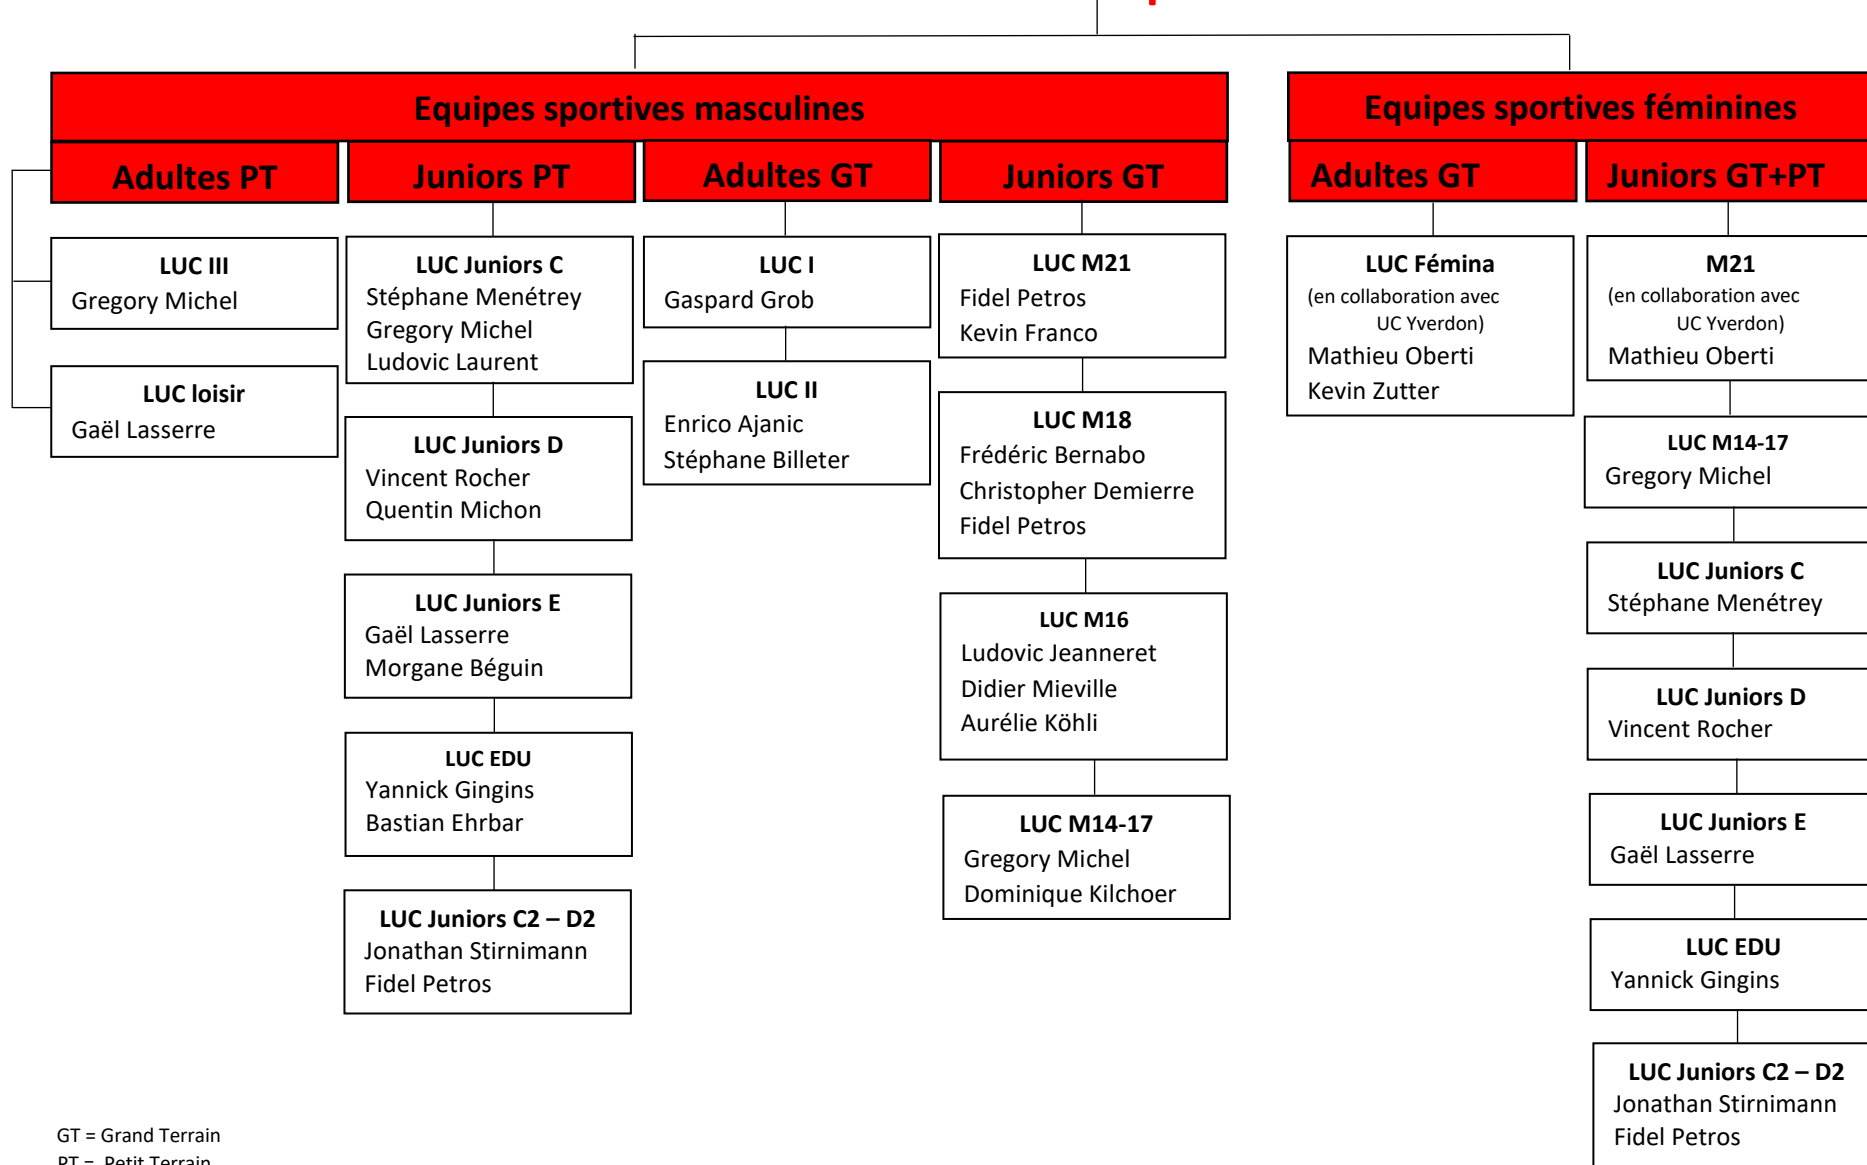 Equipes sportives masculines
Adultes PT
Juniors PT
Adultes GT
Juniors GT
LUC III
Gregory Michel
LUC loisir
Gaël Lasserre
LUC Juniors C
Stéphane Menétrey
Gregory Michel
Ludovic Laurent
LUC Juniors D
Vincent Rocher
Quentin Michon
LUC Juniors E
Gaël Lasserre
Morgane Béguin
LUC EDU
Yannick Gingins
Bastian Ehrbar
LUC Juniors C2 – D2
Jonathan Stirnimann
Fidel Petros
LUC I
Gaspard Grob
LUC II
Enrico Ajanic
Stéphane Billeter
LUC M21
Fidel Petros
Kevin Franco
LUC M18
Frédéric Bernabo
Christopher Demierre
Fidel Petros
LUC M16
Ludovic Jeanneret
Didier Mieville
Aurélie Köhli
LUC M14-17
Gregory Michel
Dominique Kilchoer
Equipes sportives féminines
Adultes GT
Juniors GT+PT
LUC Fémina
(en collaboration avec
UC Yverdon)
Mathieu Oberti
Kevin Zutter
M21
(en collaboration avec
UC Yverdon)
Mathieu Oberti
LUC M14-17
Gregory Michel
LUC Juniors C
Stéphane Menétrey
LUC Juniors D
Vincent Rocher
LUC Juniors E
Gaël Lasserre
LUC EDU
Yannick Gingins
LUC Juniors C2 – D2
Jonathan Stirnimann
Fidel Petros
GT = Grand Terrain
PT = Petit Terrain